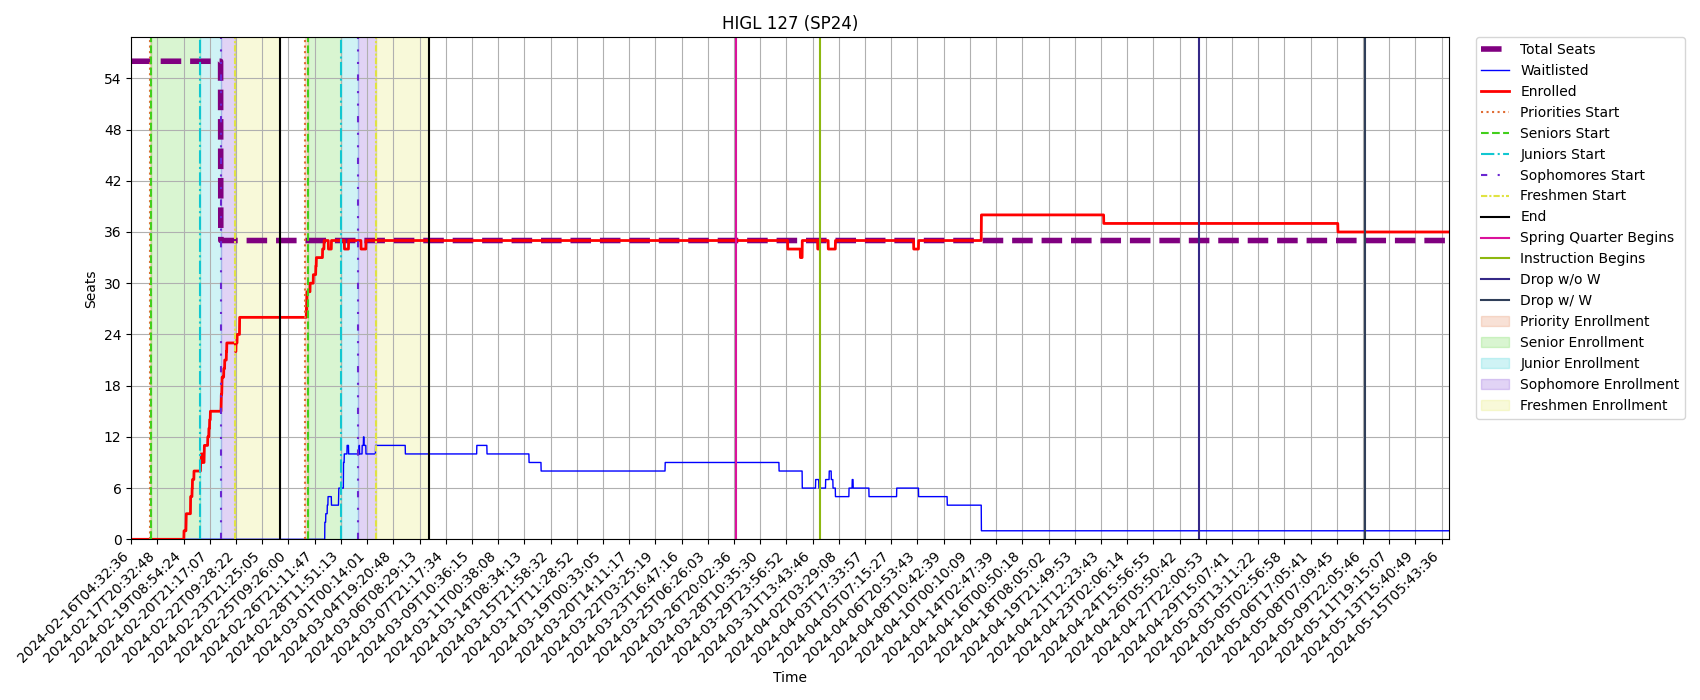 HIGL 127 (SP24)
Total Seats
Waitlisted
Enrolled
Priorities Start
Seniors Start
Juniors Start
Sophomores Start
Freshmen Start
End
Spring Quarter Begins
Instruction Begins
Drop w/o W
Drop w/ W
Priority Enrollment
Senior Enrollment
Junior Enrollment
Sophomore Enrollment
Freshmen Enrollment
Seats
54
48
42
36
30
24
18
12
6
0
2024-02-16T04:32:36
2024-02-17T20:32:48
2024-02-19T08:54:24
2024-02-20T21:17:07
2024-02-22T09:28:22
2024-02-23T21:25:05
2024-02-25T09:26:00
2024-02-26T21:11:47
2024-02-28T11:51:13
2024-03-01T00:14:01
2024-03-04T19:20:48
2024-03-06T08:29:13
2024-03-07T21:17:34
2024-03-09T10:36:15
2024-03-11T00:38:08
2024-03-14T08:34:13
2024-03-15T21:58:32
2024-03-17T11:28:52
2024-03-19T00:33:05
2024-03-20T14:11:17
2024-03-22T03:25:19
2024-03-23T16:47:16
2024-03-25T06:26:03
2024-03-26T20:02:36
2024-03-28T10:35:30
2024-03-29T23:56:52
2024-03-31T13:43:46
2024-04-02T03:29:08
2024-04-03T17:33:57
2024-04-05T07:15:27
2024-04-06T20:53:43
2024-04-08T10:42:39
2024-04-10T00:10:09
2024-04-14T02:47:39
2024-04-16T16:50:18
2024-04-18T08:05:02
2024-04-19T21:49:53
2024-04-21T12:23:43
2024-04-23T02:06:14
2024-04-24T15:56:55
2024-04-26T05:50:42
2024-04-27T22:00:53
2024-04-29T15:07:41
2024-05-03T13:11:22
2024-05-05T02:56:58
2024-05-06T17:05:41
2024-05-08T07:09:45
2024-05-09T22:05:46
2024-05-11T19:15:07
2024-05-13T15:40:49
2024-05-15T05:43:36
Time